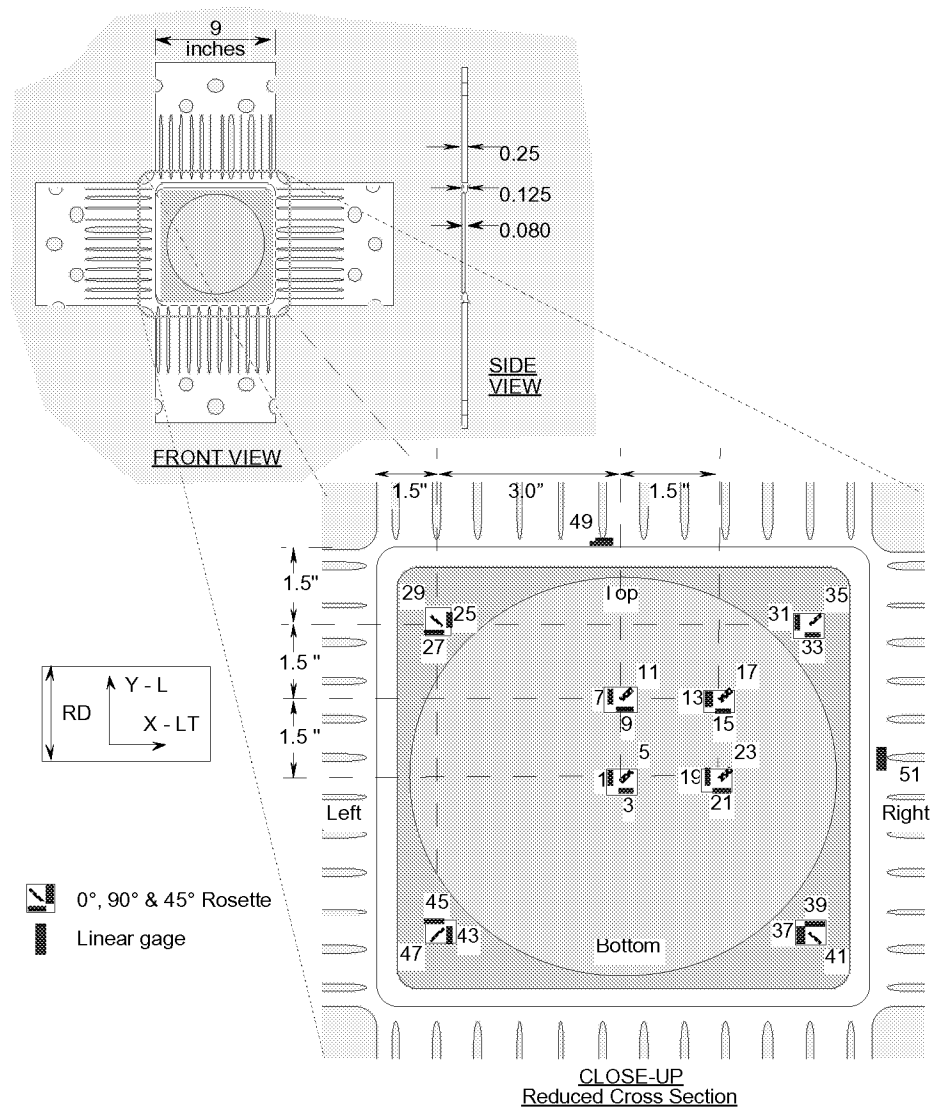 9
inches
0.25
0.125
0.080
SIDE
VIEW
FRONT VIEW
1.5"
3.0”
1.5 "
49
1.5"
29
25
27
Top
35
31
33
1.5 "
11
7
9
17
13
15
RD
Y - L
X - LT
1.5 "
5
1
3
23
19
21
51
Left
Right
0°, 90° & 45° Rosette
Linear gage
45
43
47
Bottom
39
37
41
CLOSE-UP
Reduced Cross Section